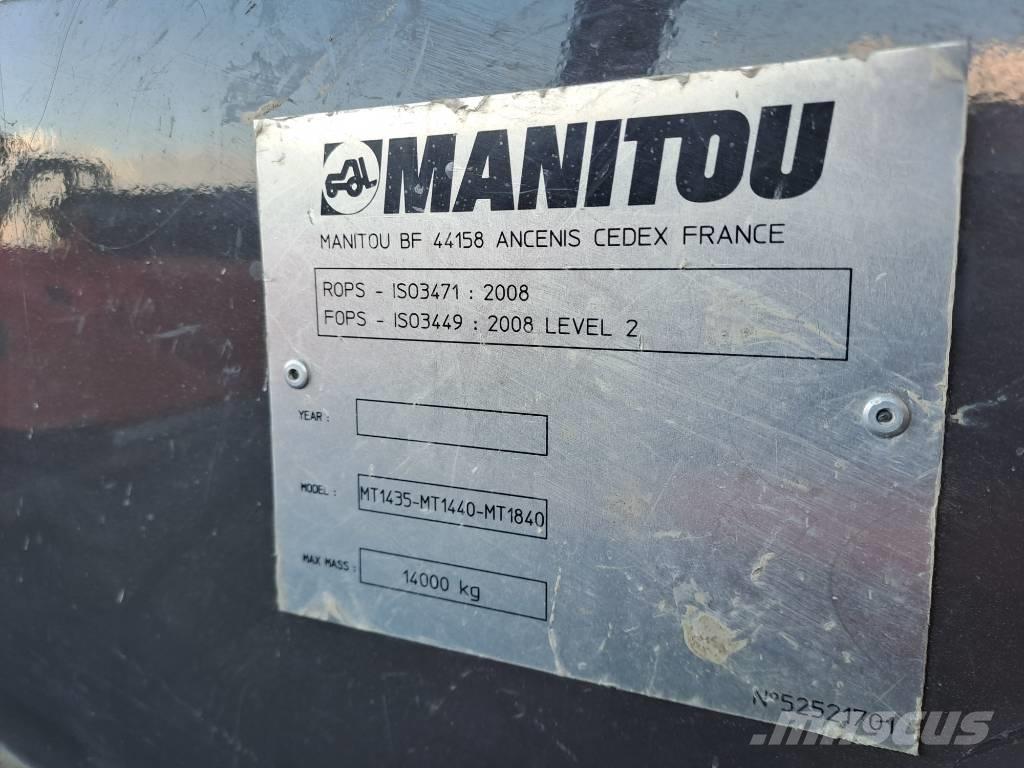 MANITOU
MANITOU BF 44158 ANCENIS CEDEX FRANCE
ROPS - ISO3471 : 2008
FOPS - ISO3449 : 2008 LEVEL 2
YEAR :
MODEL : MT1435-MT1440-MT1840
MAX MASS : 14000 kg
N°52521701
mascus